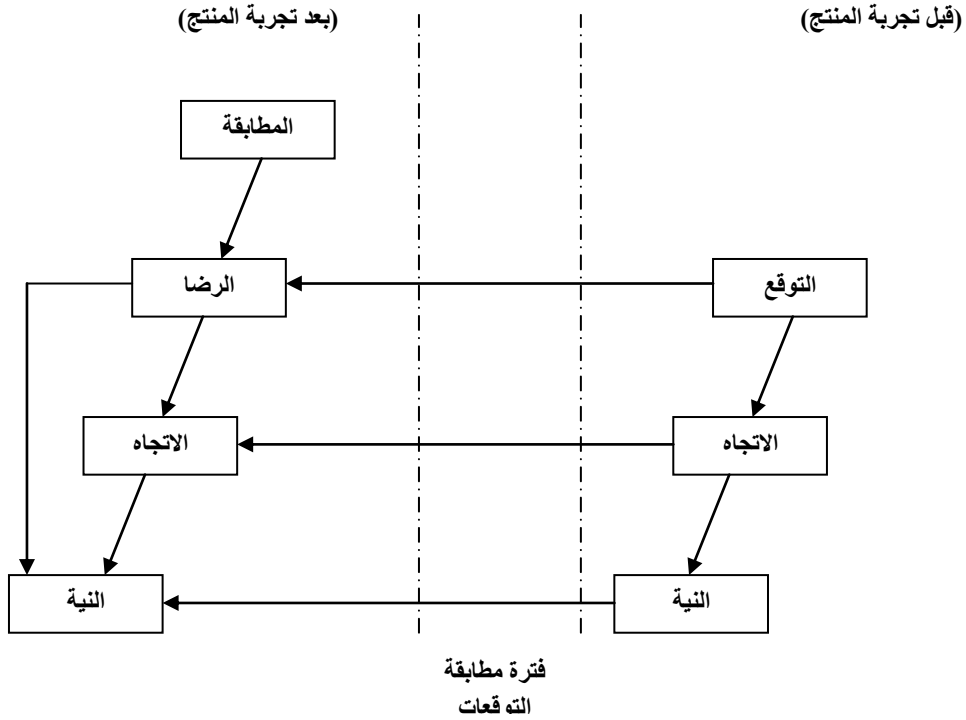 (قبل تجربة المنتج)
(بعد تجربة المنتج)
المطابقة
التوقع
الرضا
الاتجاه
الاتجاه
النية
النية
فترة مطابقة
التوقعات